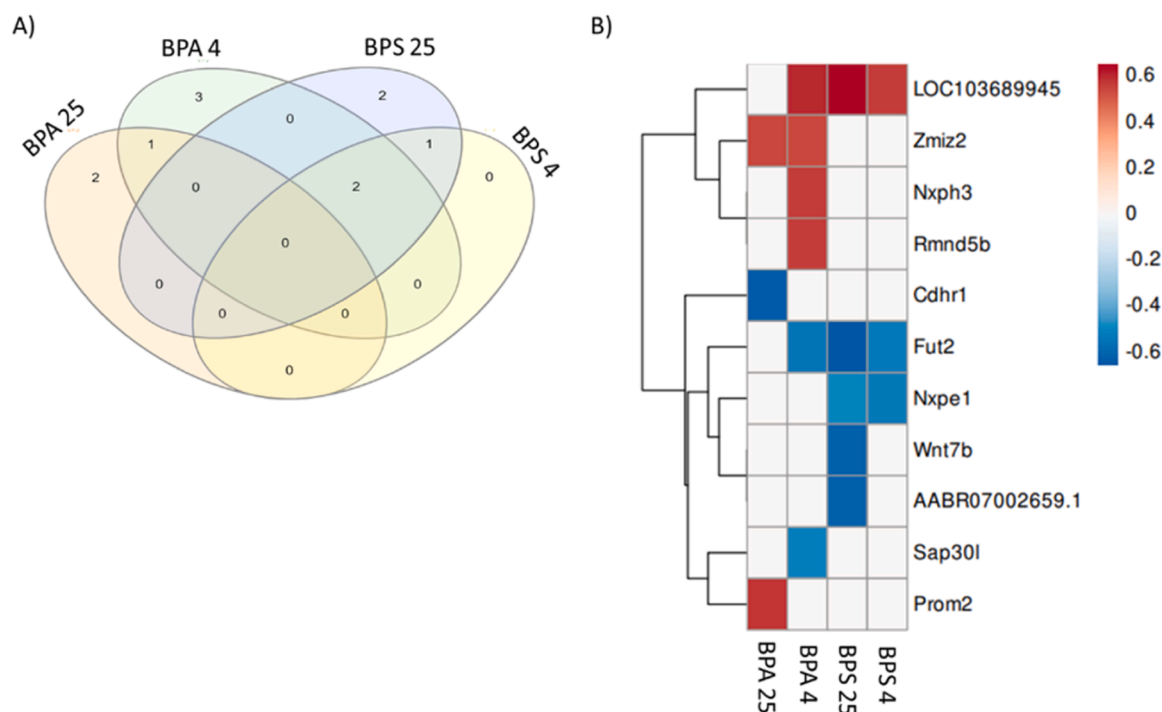 A)
BPA 4
BPS 25
BPA 25
BPS 4
3
0
2
1
1
2
0
0
2
0
0
0
0
0
0
B)
LOC103689945
Zmiz2
Nxph3
Rmnd5b
Cdhr1
Fut2
Nxpe1
Wnt7b
AABR07002659.1
Sap30l
Prom2
BPA 25
BPA 4
BPS 25
BPS 4
0.6
0.4
0.2
0
-0.2
-0.4
-0.6